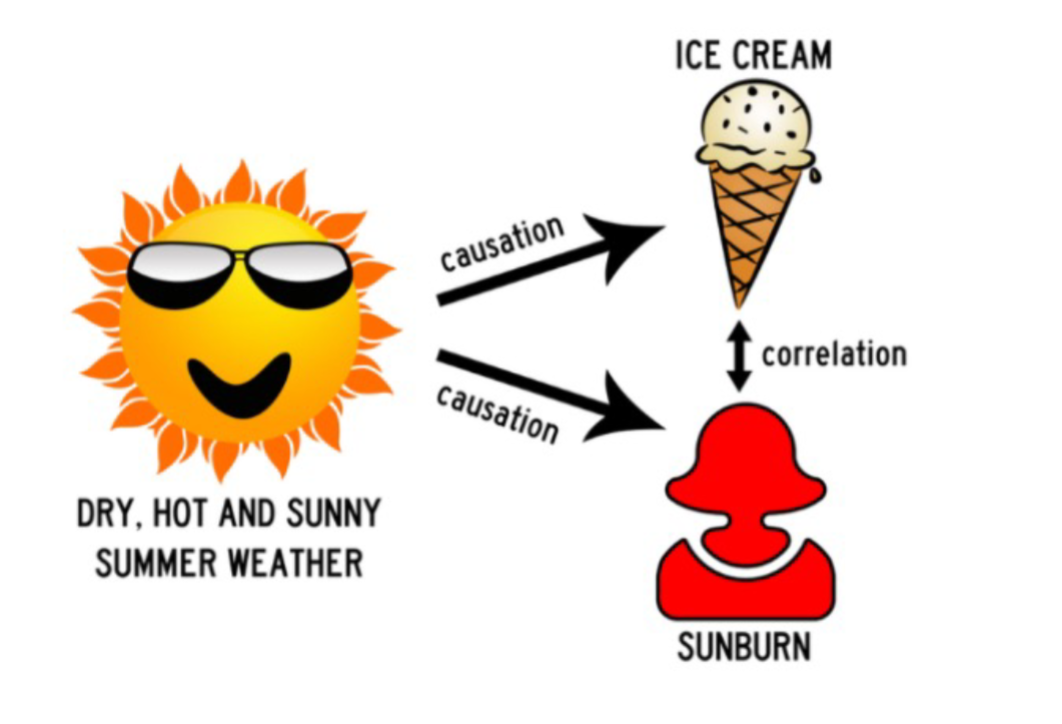 ICE CREAM
causation
correlation
causation
DRY, HOT AND SUNNY
SUMMER WEATHER
SUNBURN